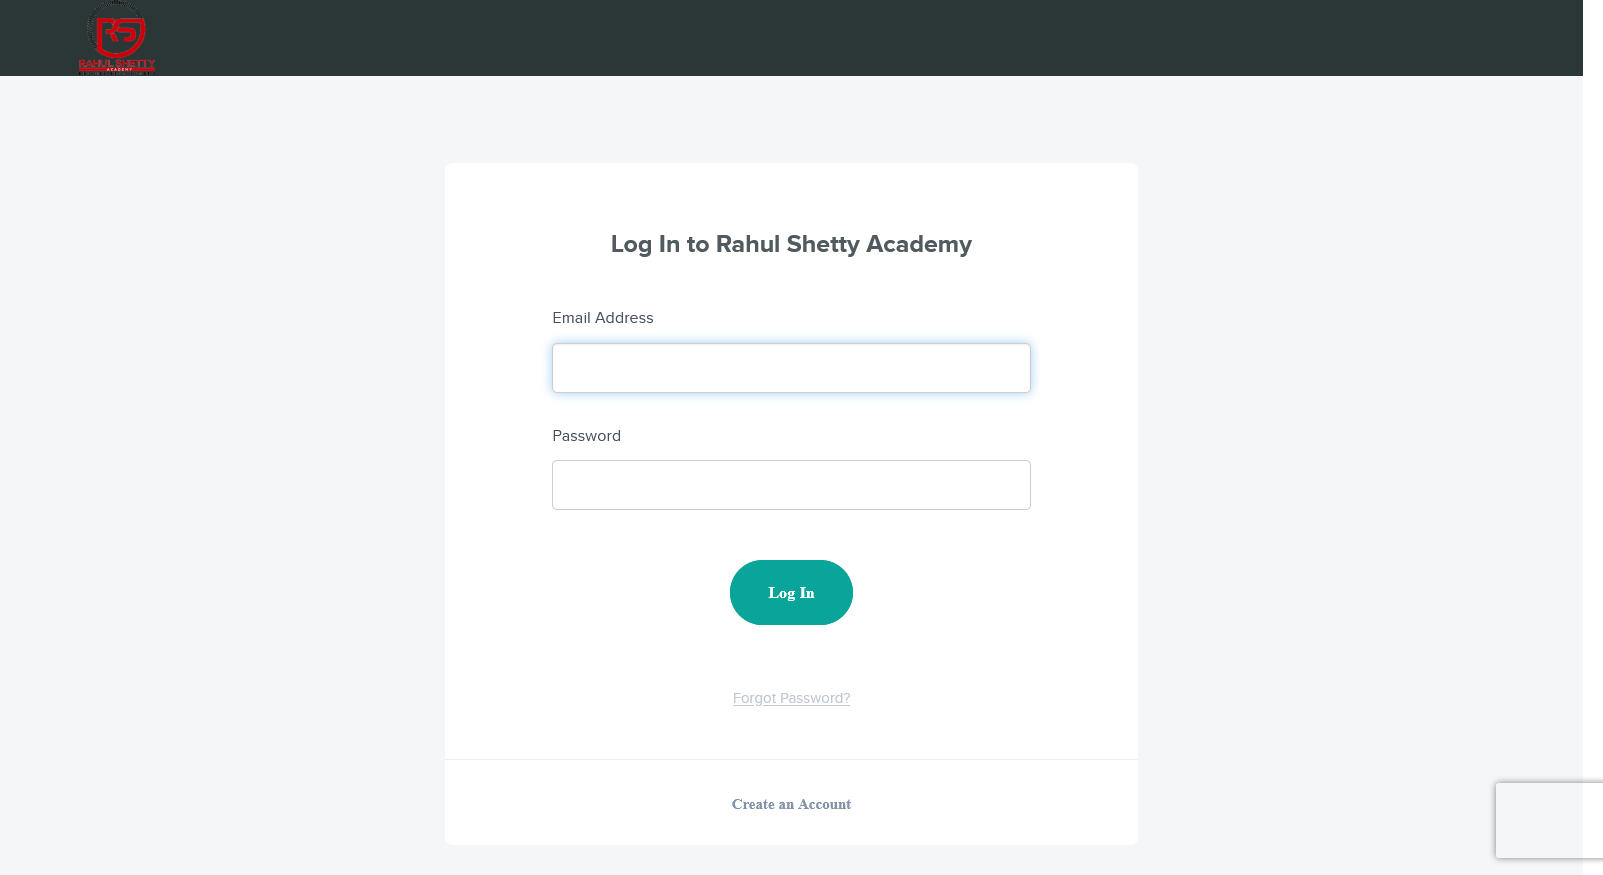 RS
RAHUL SHETTY
ACADEMY
Log In to Rahul Shetty Academy
Email Address
Password
Log In
Forgot Password?
Create an Account